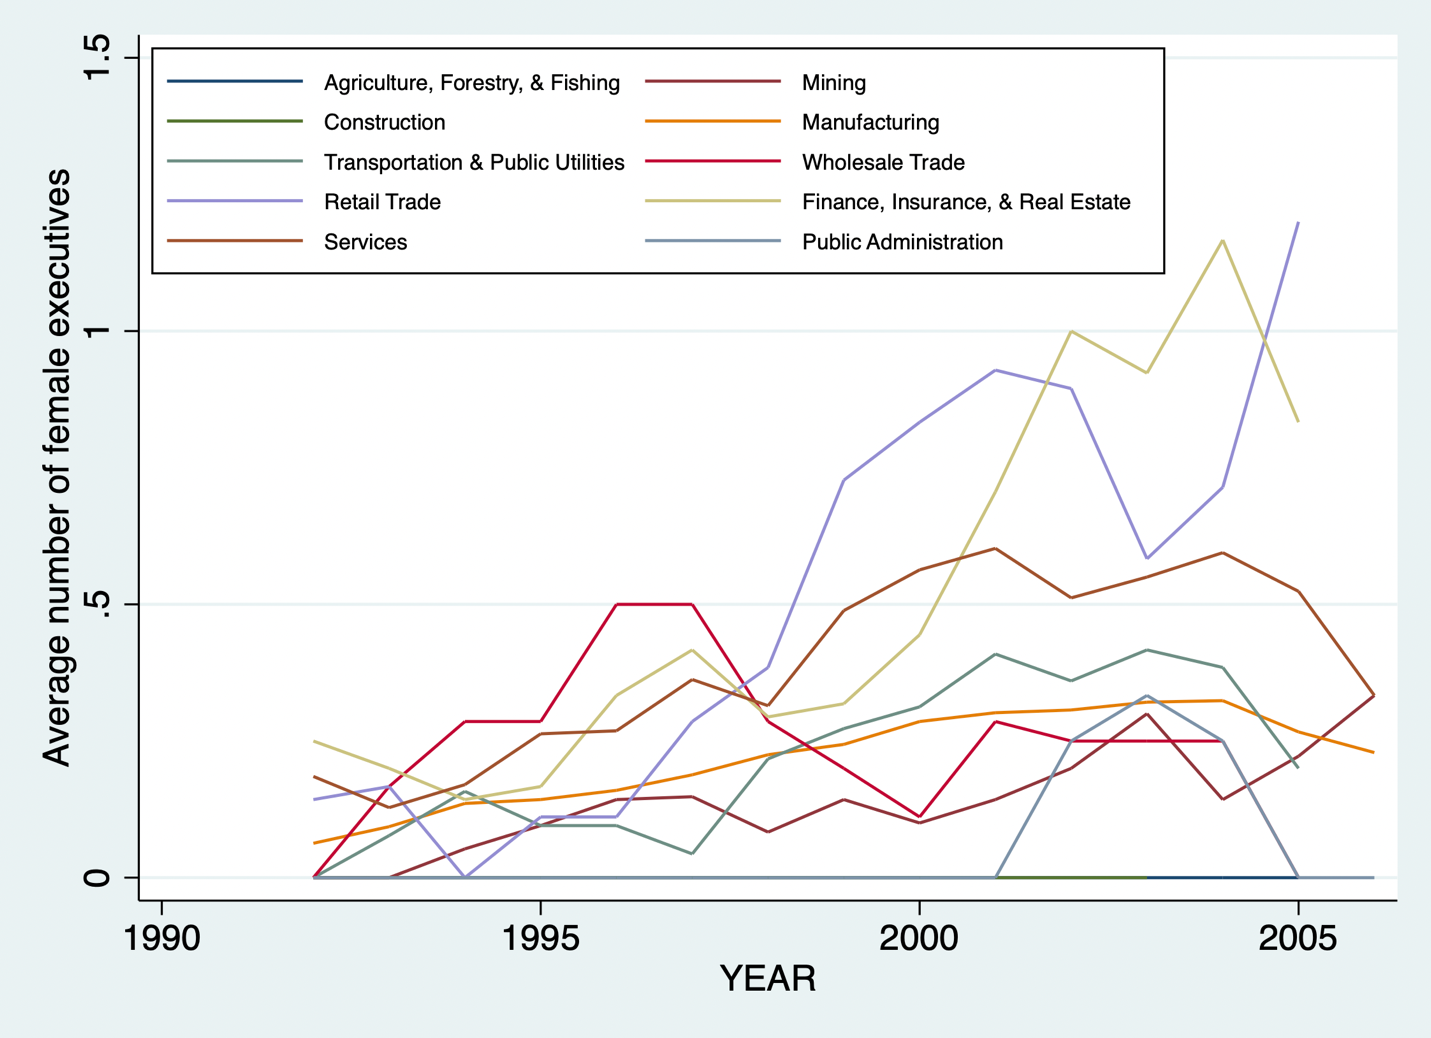 1.5
Agriculture, Forestry, & Fishing Mining
Construction Manufacturing
Transportation & Public Utilities Wholesale Trade
Retail Trade Finance, Insurance, & Real Estate
Services Public Administration
Average number of female executives
1
.5
0
1990 1995 2000 2005
YEAR